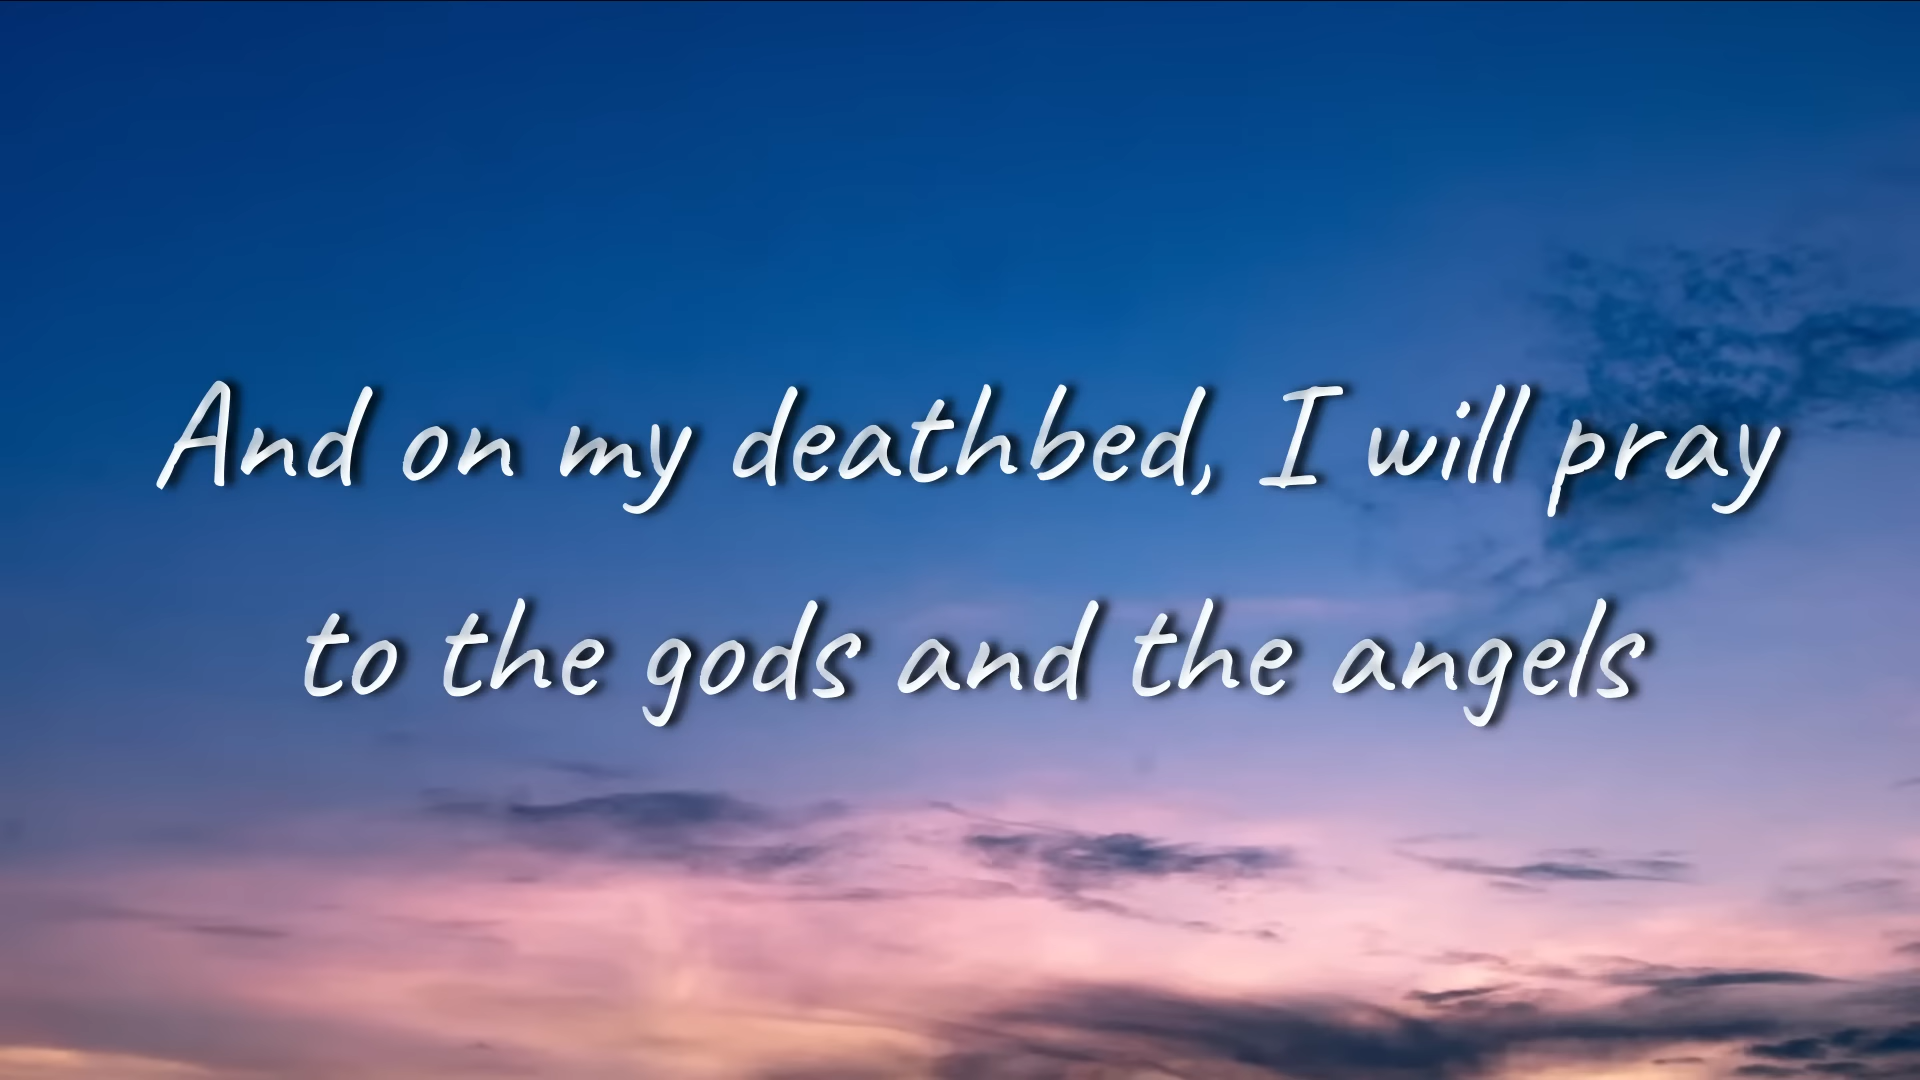 And on my deathbed, I will pray
to the gods and the angels